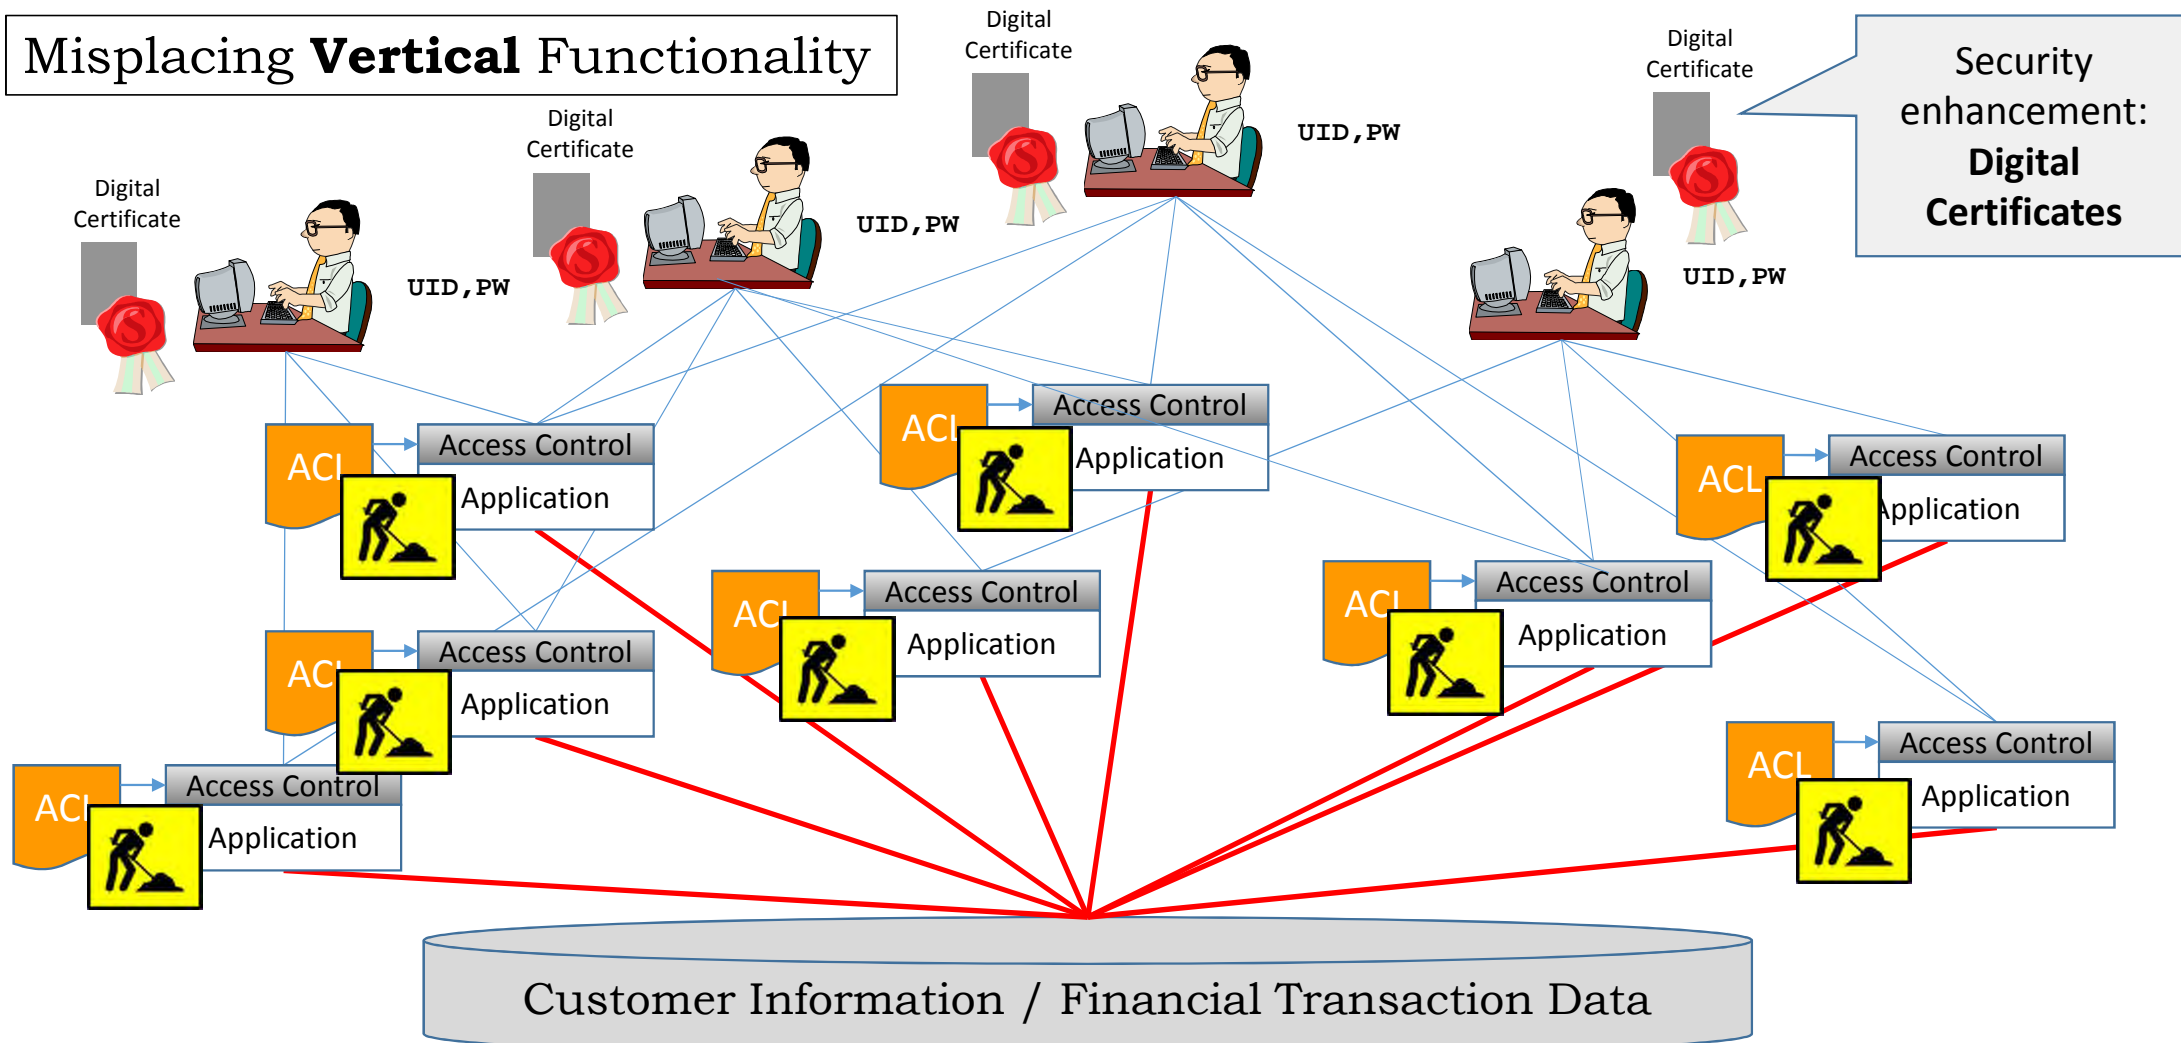 Misplacing Vertical Functionality
Digital
Certificate
UID,PW
Digital
Certificate
UID,PW
Digital
Certificate
UID,PW
Digital
Certificate
UID,PW
Security
enhancement:
Digital
Certificates
S
S
S
S
ACL
Access Control
Application
ACL
Access Control
Application
ACL
Access Control
Application
ACL
Access Control
Application
ACL
Access Control
Application
ACL
Access Control
Application
ACL
Access Control
Application
ACL
Access Control
Application
Customer Information / Financial Transaction Data